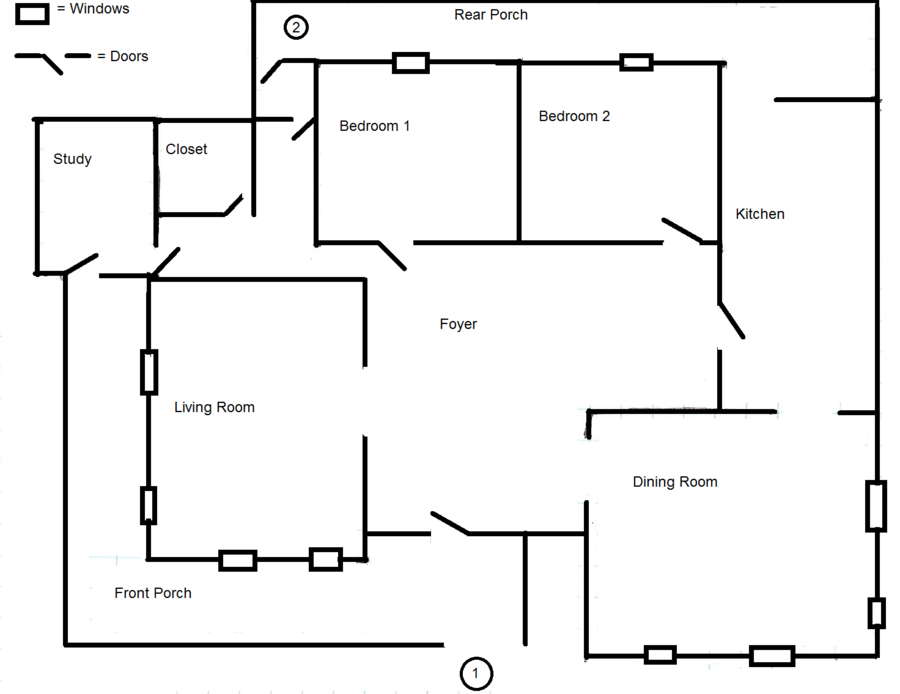 = Windows
= Doors
2
Rear Porch
Bedroom 1
Bedroom 2
Study
Closet
Kitchen
Foyer
Living Room
Dining Room
Front Porch
1